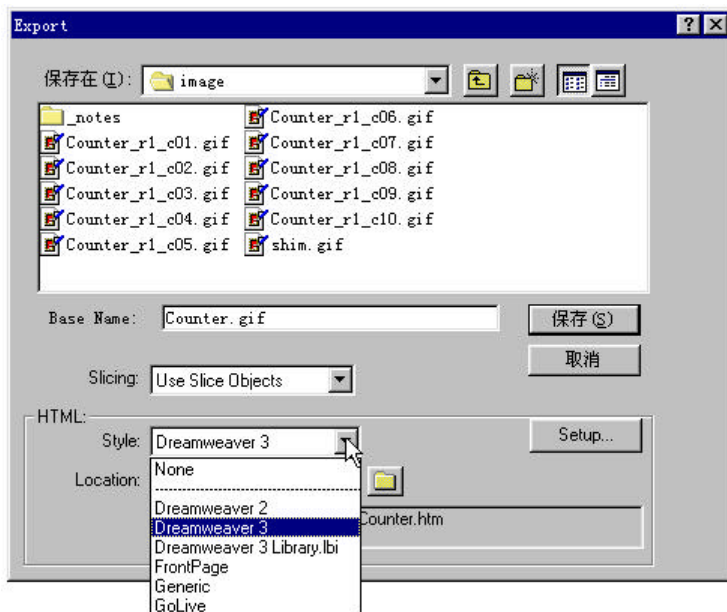 Export
保存在(I): image
_notes
Counter_r1_c01.gif
Counter_r1_c02.gif
Counter_r1_c03.gif
Counter_r1_c04.gif
Counter_r1_c05.gif
Counter_r1_c06.gif
Counter_r1_c07.gif
Counter_r1_c08.gif
Counter_r1_c09.gif
Counter_r1_c10.gif
shim.gif
Base Name: Counter.gif
保存(S)
取消
Slicing: Use Slice Objects
HTML:
Style: Dreamweaver 3
Setup...
Location:
None
Dreamweaver 2
Dreamweaver 3
Counter.htm
Dreamweaver 3 Library.lbi
FrontPage
Generic
GoLive